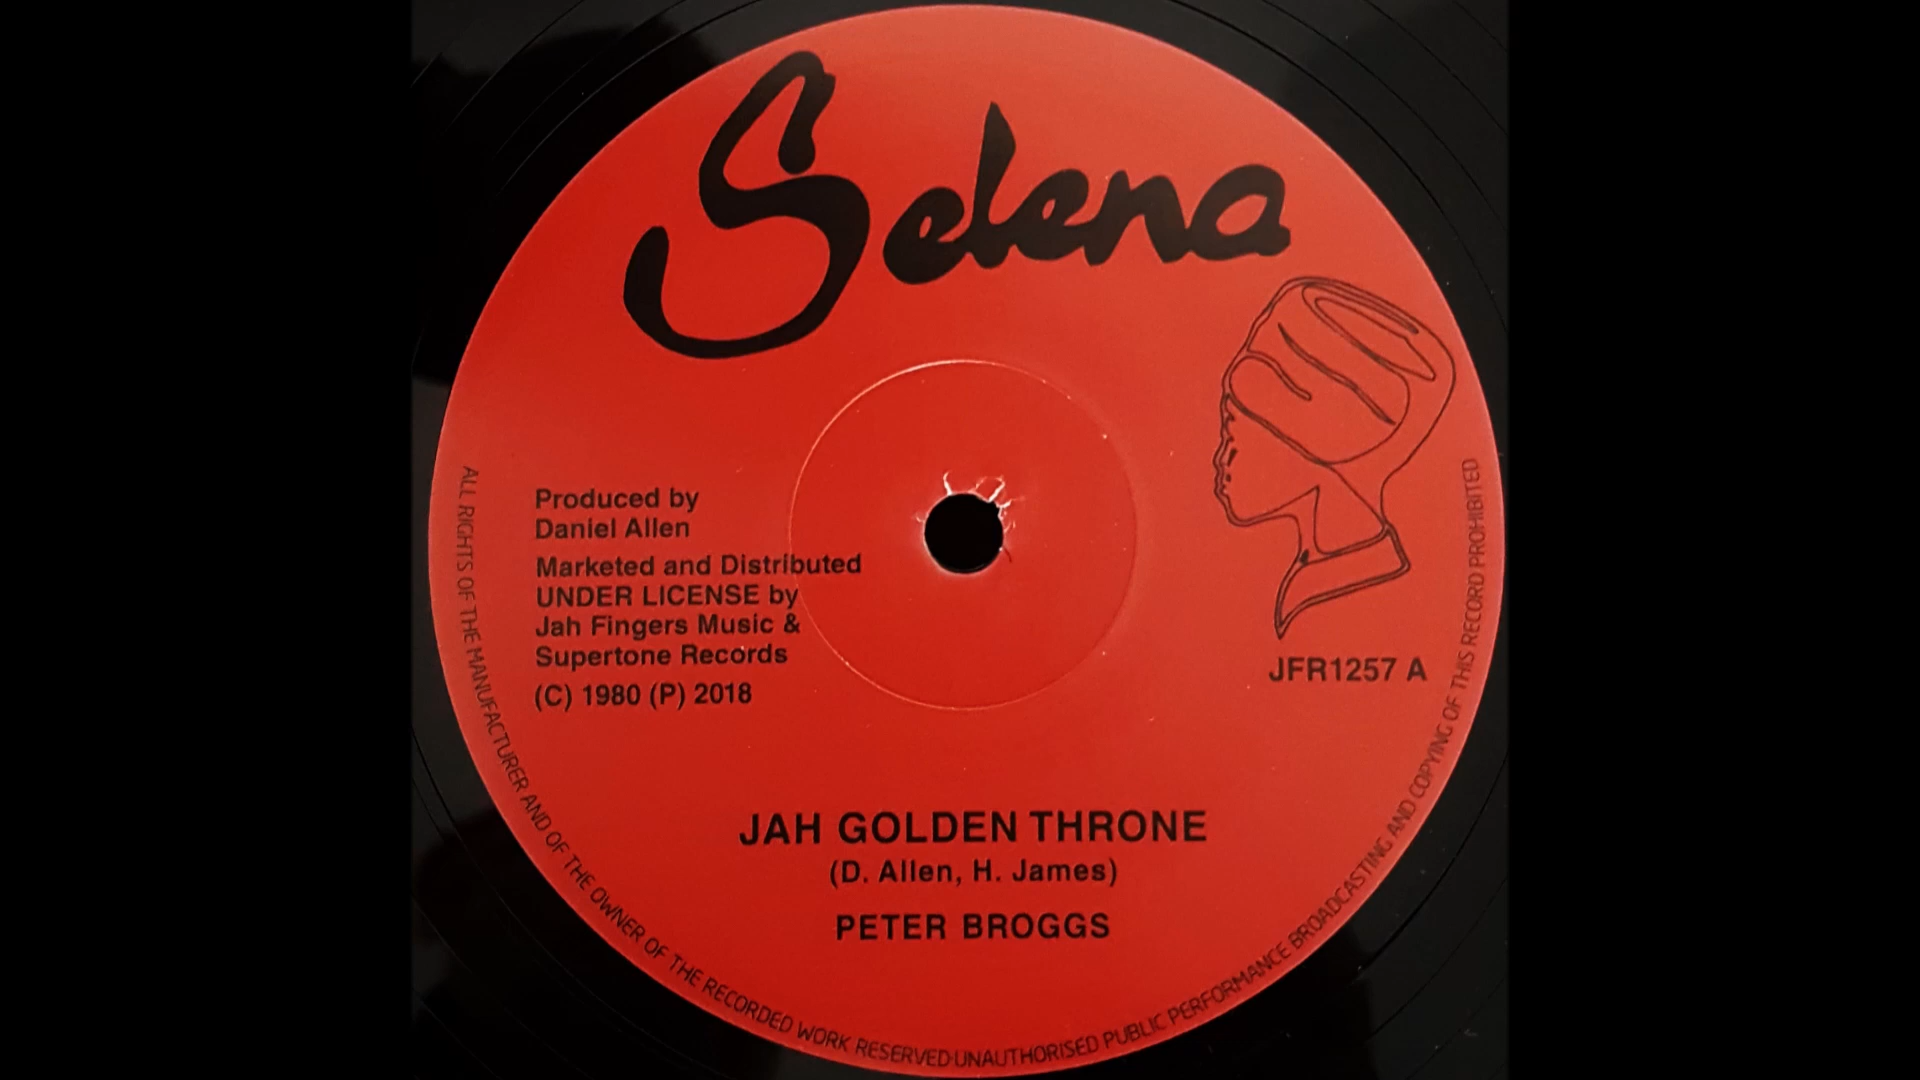 Selena
Produced by
Daniel Allen
Marketed and Distributed
UNDER LICENSE by
Jah Fingers Music &
Supertone Records
(C) 1980 (P) 2018
JFR1257 A
JAH GOLDEN THRONE
(D. Allen, H. James)
PETER BROGGS
ALL RIGHTS OF THE MANUFACTURER AND OF THE OWNER OF THE RECORDED WORK RESERVED·UNAUTHORISED PUBLIC PERFORMANCE BROADCASTING AND COPYING OF THIS RECORD PROHIBITED